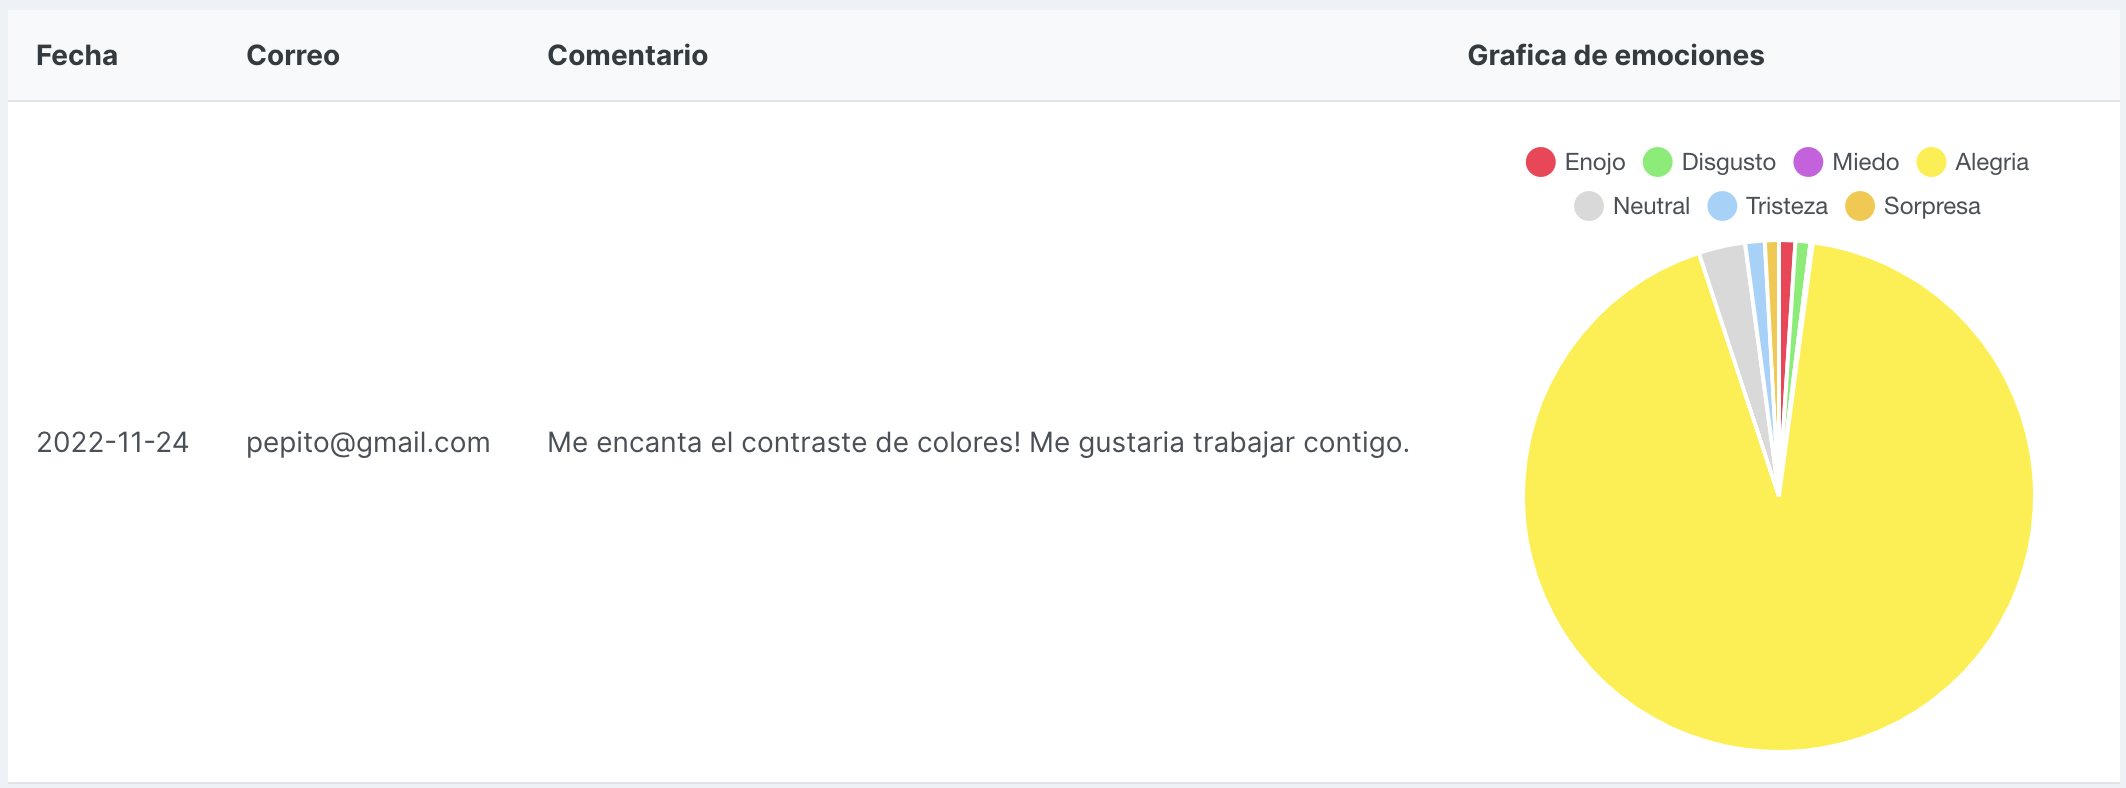 Fecha Correo Comentario Grafica de emociones
Enojo Disgusto Miedo Alegria
Neutral Tristeza Sorpresa
2022-11-24 pepito@gmail.com Me encanta el contraste de colores! Me gustaria trabajar contigo.